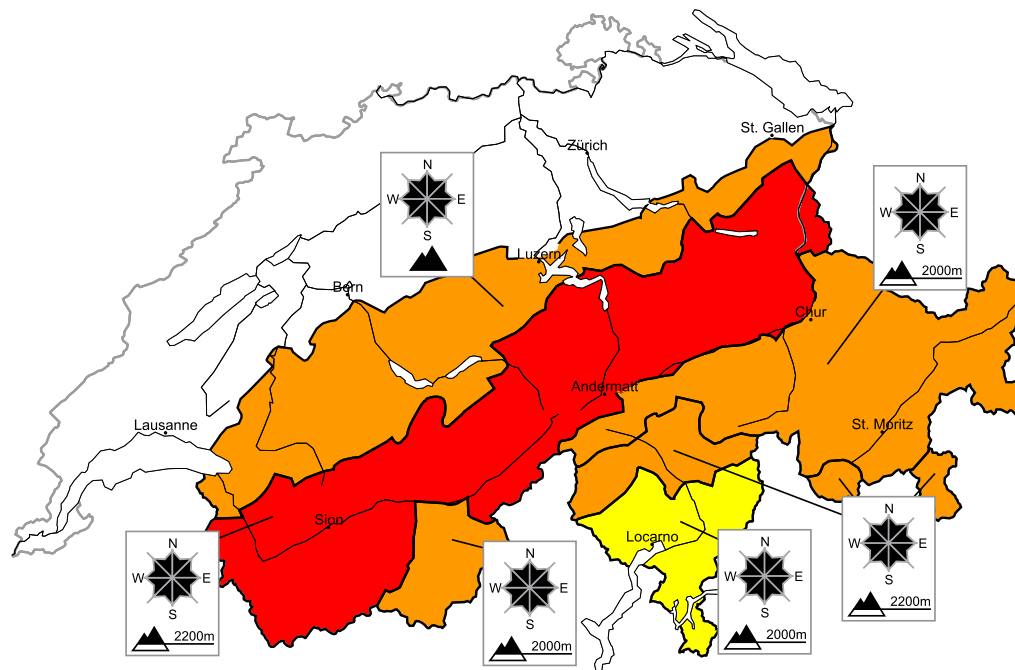 St. Gallen
Zürich
N
W E
S
N
W E
S
2000m
Luzern
Bern
Chur
Andermatt
Lausanne
St. Moritz
Sion
Locarno
N
W E
S
2200m
N
W E
S
2000m
N
W E
S
2000m
N
W E
S
2200m